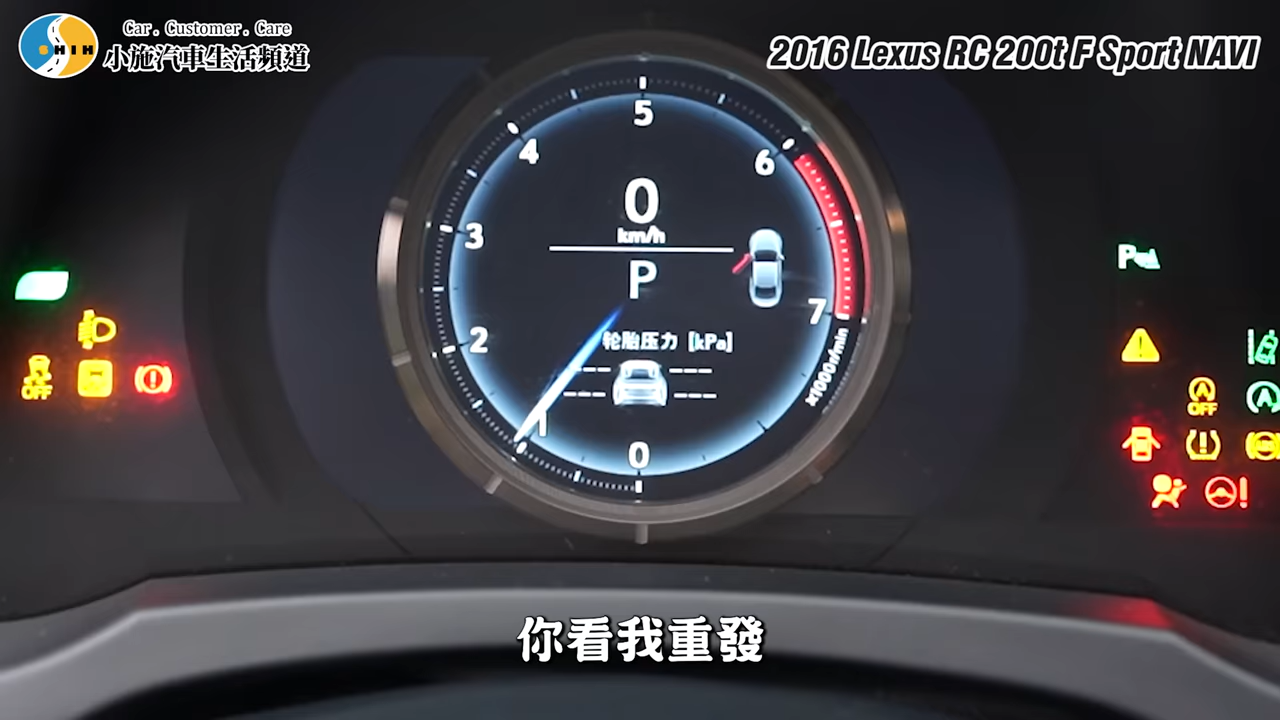 Car. Customer. Care
SHIH
小施汽車生活頻道
2016 Lexus RC 200t F Sport NAVI
5
4
6
0
km/h
3
P
7
2
轮胎压力 [kPa]
--- ---
--- ---
1
0
x1000r/min
OFF
OFF
P
你看我重發